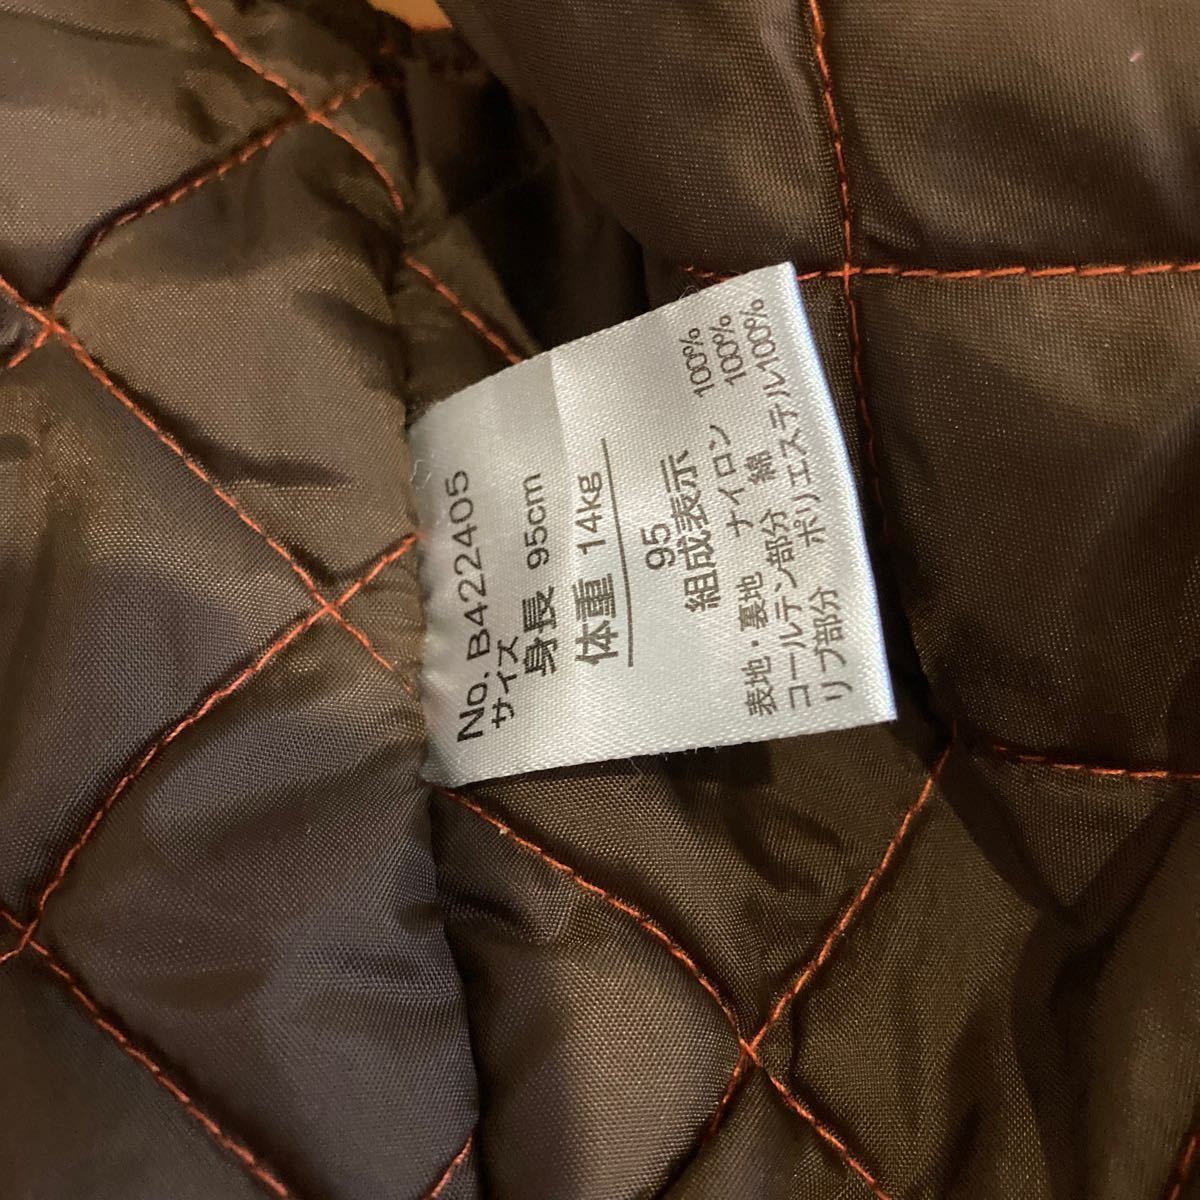 No. B422405
サイズ
身長 95cm
体重 14kg
95
組成表示
表地・裏地 ナイロン 100%
コールテン部分 綿 100%
リブ部分 ポリエステル100%